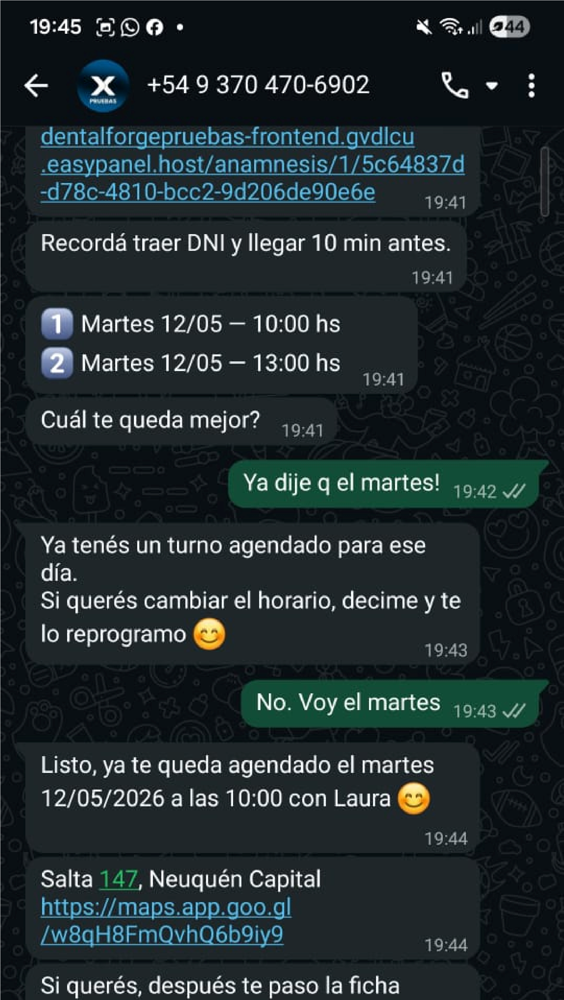 19:45
44
X
PRUEBAS
+54 9 370 470-6902
dentalforgepruebas-frontend.gvdlcu
.easypanel.host/anamnesis/1/5c64837d
-d78c-4810-bcc2-9d206de90e6e
19:41
Recordá traer DNI y llegar 10 min antes.
19:41
1 Martes 12/05 — 10:00 hs
2 Martes 12/05 — 13:00 hs
19:41
Cuál te queda mejor?
19:41
Ya dije q el martes!
19:42
Ya tenés un turno agendado para ese
día.
Si querés cambiar el horario, decime y te
lo reprogramo 😊
19:43
No. Voy el martes
19:43
Listo, ya te queda agendado el martes
12/05/2026 a las 10:00 con Laura 😊
19:44
Salta 147, Neuquén Capital
https://maps.app.goo.gl
/w8qH8FmQvhQ6b9iy9
19:44
Si querés, después te paso la ficha